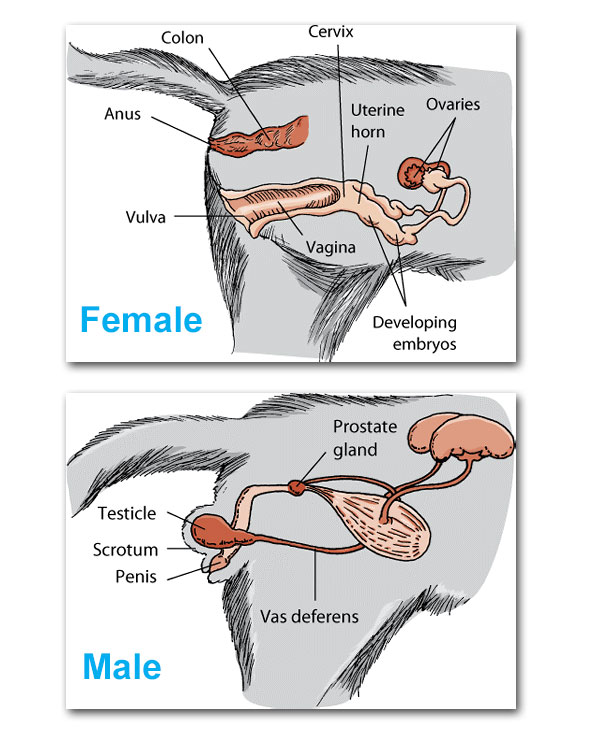 Colon
Cervix
Anus
Uterine
horn
Ovaries
Vulva
Vagina
Female
Developing
embryos
Prostate
gland
Testicle
Scrotum
Penis
Vas deferens
Male